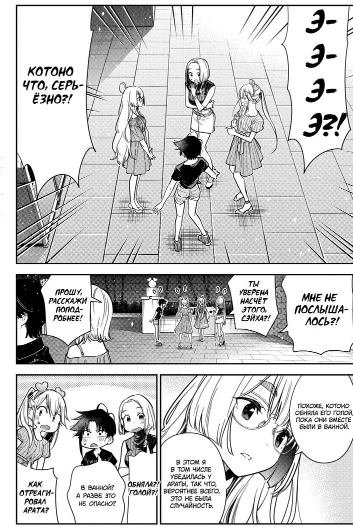 Э-
Э-
Э-
Э?!
КОТОНО
ЧТО, СЕРЬ-
ЁЗНО?!
МНЕ НЕ
ПОСЛЫША-
ЛОСЬ?!
ТЫ
УВЕРЕНА
НАСЧЁТ
ЭТОГО,
СЭЙХА?!
ПРОШУ,
РАССКАЖИ
ПОПОД-
РОБНЕЕ!
ПОХОЖЕ, КОТОНО
ОБНЯЛА ЕГО ГОЛОЙ,
ПОКА ОНИ ВМЕСТЕ
БЫЛИ В ВАННОЙ.
В ЭТОМ Я
В ТОМ ЧИСЛЕ
УБЕДИЛАСЬ У
АРАТЫ, ТАК ЧТО,
ВЕРОЯТНЕЕ ВСЕГО,
ЭТО НЕ БЫЛА
СЛУЧАЙНОСТЬ.
ОБНЯЛА?!
ГОЛОЙ?!
В ВАННОЙ?
А РАЗВЕ ЭТО
НЕ ОПАСНО?
КАК
ОТРЕАГИ-
РОВАЛ
АРАТА?